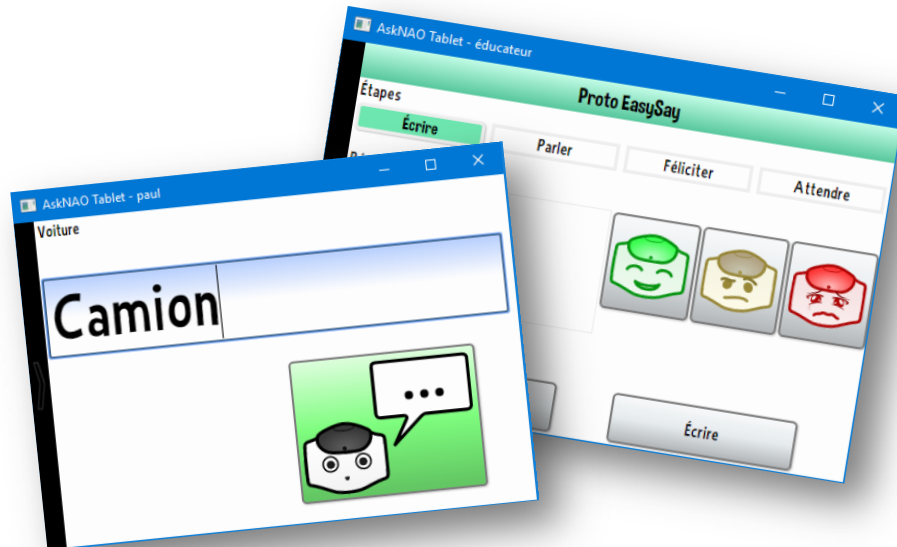 AskNAO Tablet - éducateur
Proto EasySay
Étapes
Écrire
Parler
Féliciter
Attendre
Écrire
AskNAO Tablet - paul
Voiture
Camion
...